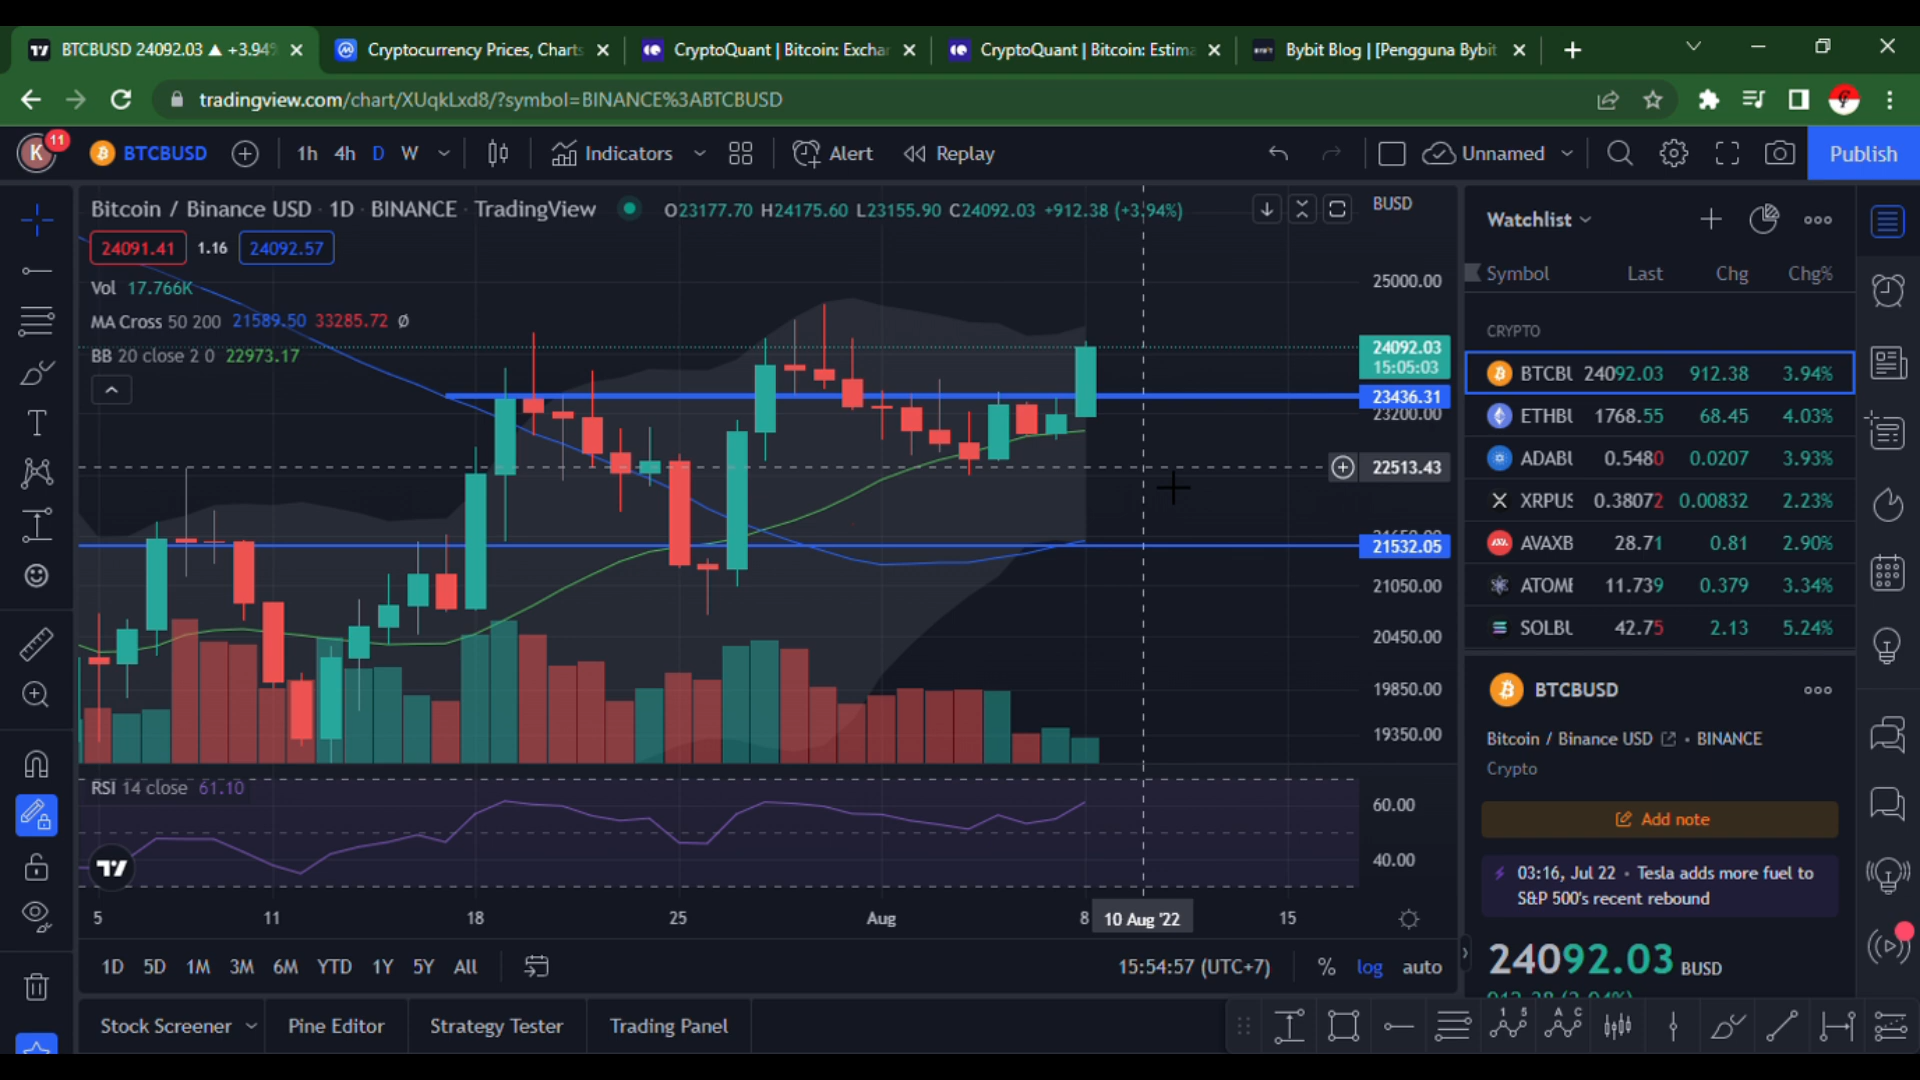 BTCBUSD 24092.03 ▲ +3.94%
Cryptocurrency Prices, Charts
CryptoQuant | Bitcoin: Exchan
CryptoQuant | Bitcoin: Estima
Bybit Blog | [Pengguna Bybit
tradingview.com/chart/XUqkLxd8/?symbol=BINANCE%3ABTCBUSD
K
11
BTCBUSD
1h 4h D W
Indicators
Alert
Replay
Unnamed
Publish
Bitcoin / Binance USD · 1D · BINANCE · TradingView
O23177.70 H24175.60 L23155.90 C24092.03 +912.38 (+3.94%)
BUSD
24091.41 1.16 24092.57
Vol 17.766K
MA Cross 50 200 21589.50 33285.72 Ø
BB 20 close 2 0 22973.17
25000.00
24092.03
15:05:03
23436.31
23200.00
22513.43
21532.05
21050.00
20450.00
19850.00
19350.00
RSI 14 close 61.10
60.00
40.00
5 11 18 25 Aug 8 10 Aug '22 15
1D 5D 1M 3M 6M YTD 1Y 5Y All
15:54:57 (UTC+7) % log auto
Stock Screener Pine Editor Strategy Tester Trading Panel
Watchlist
Symbol Last Chg Chg%
CRYPTO
BTCBU 24092.03 912.38 3.94%
ETHBU 1768.55 68.45 4.03%
ADABU 0.5480 0.0207 3.93%
XRPUS 0.38072 0.00832 2.23%
AVAXB 28.71 0.81 2.90%
ATOME 11.739 0.379 3.34%
SOLBU 42.75 2.13 5.24%
BTCBUSD
Bitcoin / Binance USD · BINANCE
Crypto
Add note
03:16, Jul 22 · Tesla adds more fuel to
S&P 500's recent rebound
24092.03 BUSD